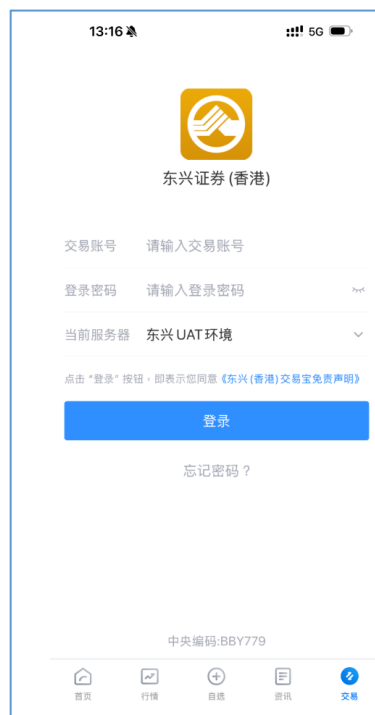 13:16
5G
东兴证券(香港)
交易账号 请输入交易账号
登录密码 请输入登录密码
当前服务器 东兴UAT环境
点击“登录”按钮，即表示您同意《东兴(香港)交易宝免责声明》
登录
忘记密码？
中央编码:BBY779
首页 行情 自选 资讯 交易